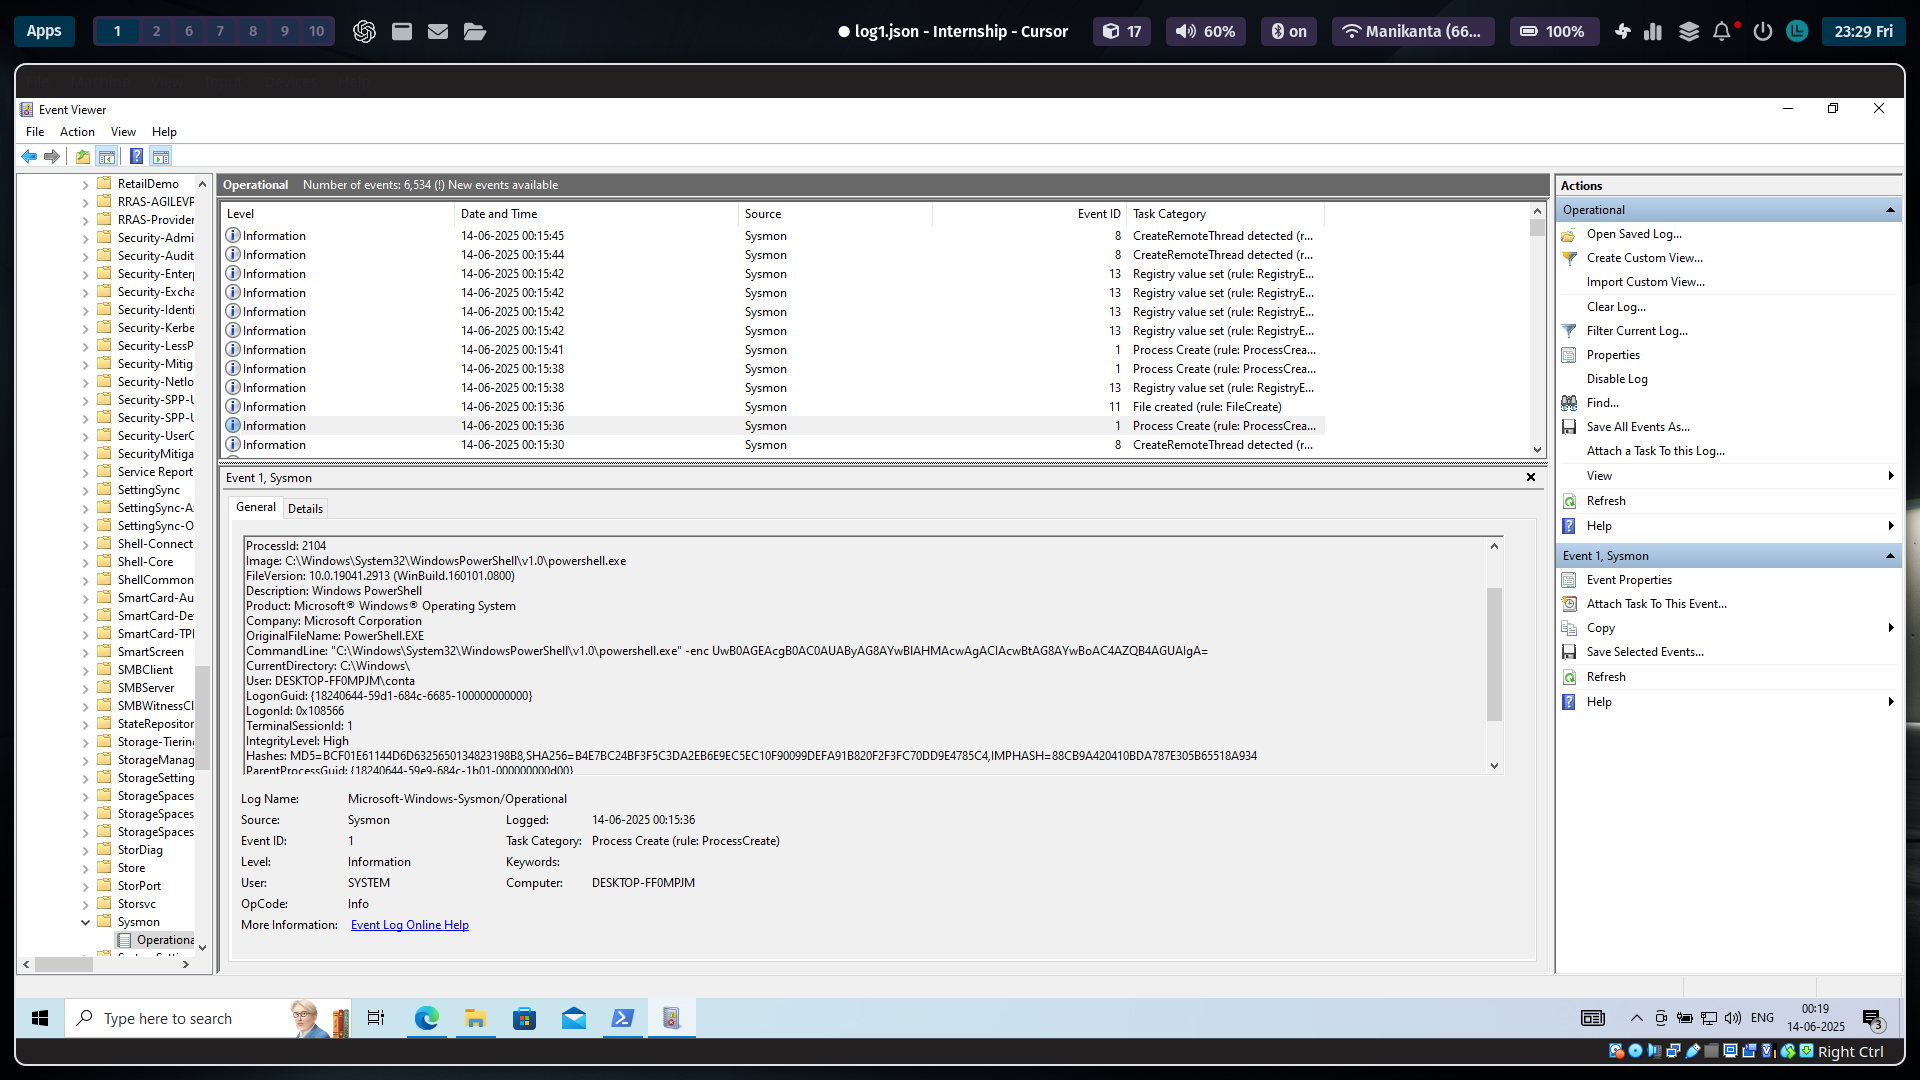 Apps 1 2 6 7 8 9 10 log1.json - Internship - Cursor 17 60% on Manikanta (66... 100% 23:29 Fri
Event Viewer
File Action View Help
RetailDemo
RRAS-AGILEVP
RRAS-Provider
Security-Admi
Security-Audit
Security-Enter
Security-Excha
Security-Identi
Security-Kerbe
Security-LessP
Security-Mitig
Security-Netlo
Security-SPP-U
Security-SPP-U
Security-UserC
SecurityMitiga
Service Report
SettingSync
SettingSync-A
SettingSync-O
Shell-Connect
Shell-Core
ShellCommon
SmartCard-Au
SmartCard-De
SmartCard-TPI
SmartScreen
SMBClient
SMBServer
SMBWitnessCl
StateRepositor
Storage-Tierin
StorageManag
StorageSetting
StorageSpaces
StorageSpaces
StorageSpaces
StorDiag
Store
StorPort
Storsvc
Sysmon
Operationa
Operational Number of events: 6,534 (!) New events available
Level Date and Time Source Event ID Task Category
Information 14-06-2025 00:15:45 Sysmon 8 CreateRemoteThread detected (r...
Information 14-06-2025 00:15:44 Sysmon 8 CreateRemoteThread detected (r...
Information 14-06-2025 00:15:42 Sysmon 13 Registry value set (rule: RegistryE...
Information 14-06-2025 00:15:42 Sysmon 13 Registry value set (rule: RegistryE...
Information 14-06-2025 00:15:42 Sysmon 13 Registry value set (rule: RegistryE...
Information 14-06-2025 00:15:42 Sysmon 13 Registry value set (rule: RegistryE...
Information 14-06-2025 00:15:41 Sysmon 1 Process Create (rule: ProcessCrea...
Information 14-06-2025 00:15:38 Sysmon 1 Process Create (rule: ProcessCrea...
Information 14-06-2025 00:15:38 Sysmon 13 Registry value set (rule: RegistryE...
Information 14-06-2025 00:15:36 Sysmon 11 File created (rule: FileCreate)
Information 14-06-2025 00:15:36 Sysmon 1 Process Create (rule: ProcessCrea...
Information 14-06-2025 00:15:30 Sysmon 8 CreateRemoteThread detected (r...
Event 1, Sysmon
General Details
ProcessId: 2104
Image: C:\Windows\System32\WindowsPowerShell\v1.0\powershell.exe
FileVersion: 10.0.19041.2913 (WinBuild.160101.0800)
Description: Windows PowerShell
Product: Microsoft® Windows® Operating System
Company: Microsoft Corporation
OriginalFileName: PowerShell.EXE
CommandLine: "C:\Windows\System32\WindowsPowerShell\v1.0\powershell.exe" -enc UwB0AGEAcgB0AC0AUAByAG8AYwBlAHMAcwAgACIAcwBtAG8AYwBoAC4AZQB4AGUAIgA=
CurrentDirectory: C:\Windows\
User: DESKTOP-FF0MPJM\conta
LogonGuid: {18240644-59d1-684c-6685-100000000000}
LogonId: 0x108566
TerminalSessionId: 1
IntegrityLevel: High
Hashes: MD5=BCF01E61144D6D6325650134823198B8,SHA256=B4E7BC24BF3F5C3DA2EB6E9EC5EC10F90099DEFA91B820F2F3FC70DD9E4785C4,IMPHASH=88CB9A420410BDA787E305B65518A934
ParentProcessGuid: {18240644-59e9-684c-1b01-000000000d00}
Log Name: Microsoft-Windows-Sysmon/Operational
Source: Sysmon Logged: 14-06-2025 00:15:36
Event ID: 1 Task Category: Process Create (rule: ProcessCreate)
Level: Information Keywords:
User: SYSTEM Computer: DESKTOP-FF0MPJM
OpCode: Info
More Information: Event Log Online Help
Actions
Operational
Open Saved Log...
Create Custom View...
Import Custom View...
Clear Log...
Filter Current Log...
Properties
Disable Log
Find...
Save All Events As...
Attach a Task To this Log...
View
Refresh
Help
Event 1, Sysmon
Event Properties
Attach Task To This Event...
Copy
Save Selected Events...
Refresh
Help
Type here to search
ENG
00:19
14-06-2025
3
Right Ctrl